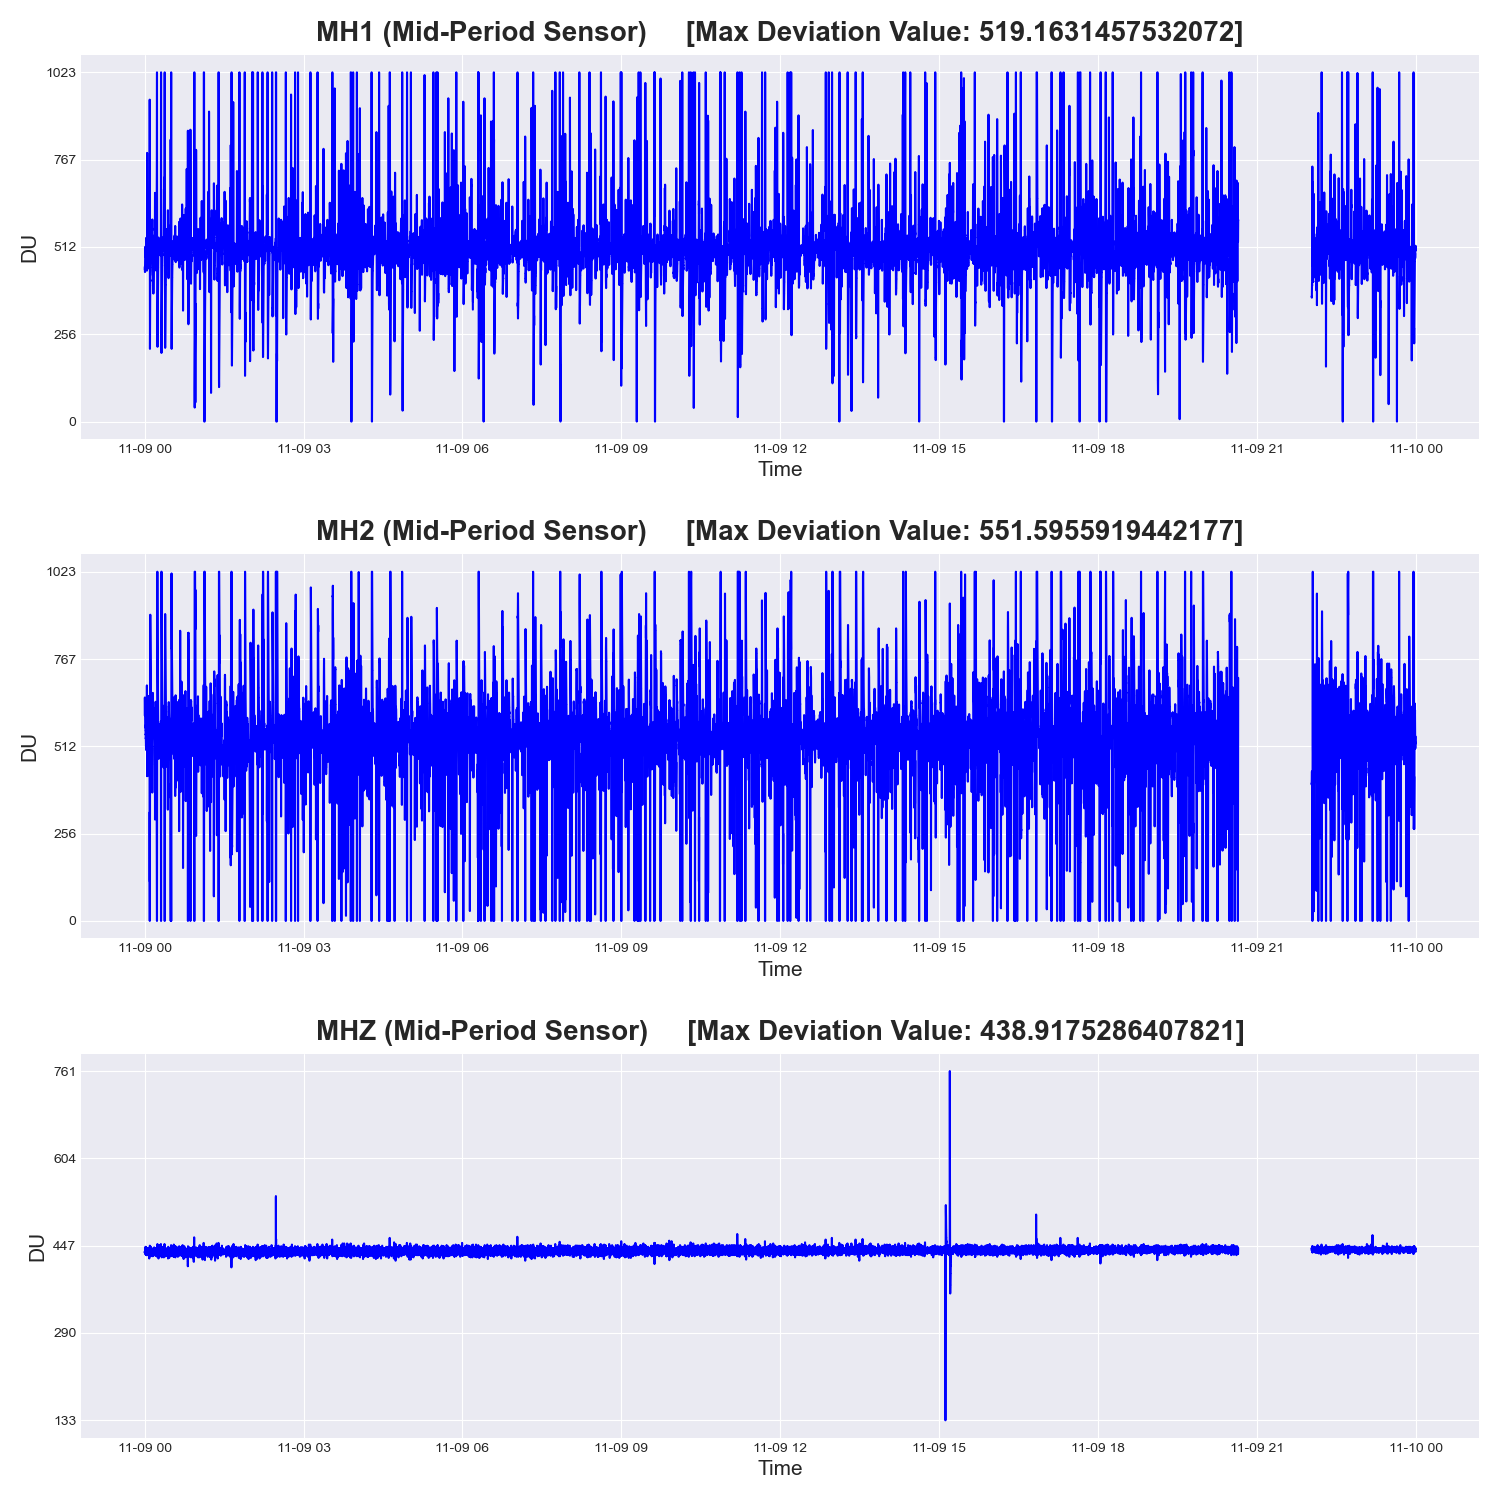 MH1 (Mid-Period Sensor)     [Max Deviation Value: 519.1631457532072]
1023
767
512
256
0
DU
11-09 00 11-09 03 11-09 06 11-09 09 11-09 12 11-09 15 11-09 18 11-09 21 11-10 00
Time
MH2 (Mid-Period Sensor)     [Max Deviation Value: 551.5955919442177]
1023
767
512
256
0
DU
11-09 00 11-09 03 11-09 06 11-09 09 11-09 12 11-09 15 11-09 18 11-09 21 11-10 00
Time
MHZ (Mid-Period Sensor)     [Max Deviation Value: 438.9175286407821]
761
604
447
290
133
DU
11-09 00 11-09 03 11-09 06 11-09 09 11-09 12 11-09 15 11-09 18 11-09 21 11-10 00
Time